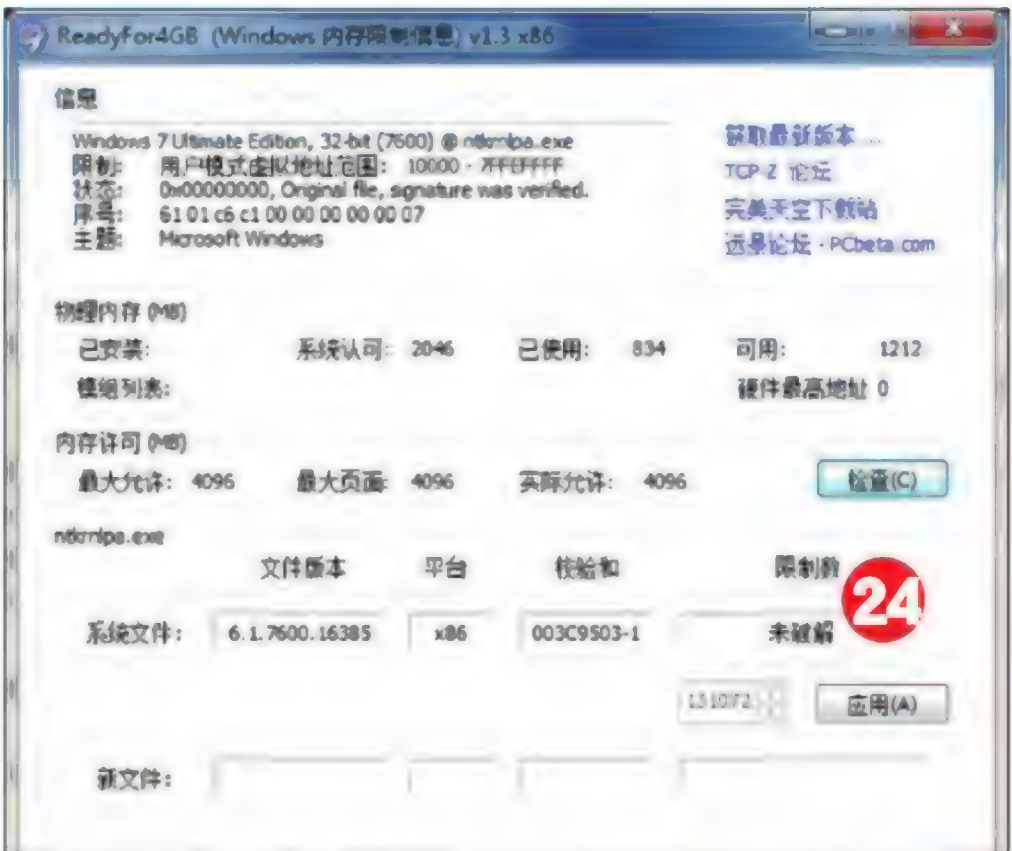 ReadyFor4GB (Windows 内存限制信息) v1.3 x86
信息
Windows 7 Ultimate Edition, 32-bit (7600) @ ntkrnlpa.exe
限制: 用户模式虚拟地址范围: 10000 - 7FFEFFFF
状态: 0x00000000, Original file, signature was verified.
序号: 61 01 c6 c1 00 00 00 00 00 07
主题: Microsoft Windows
获取最新版本 ...
TCP-Z 论坛
完美天空下载站
远景论坛 - PCbeta.com
物理内存 (MB)
已安装: 系统认可: 2046 已使用: 834 可用: 1212
模组列表: 硬件最高地址 0
内存许可 (MB)
最大允许: 4096 最大页面: 4096 实际允许: 4096 检查(C)
ntkrnlpa.exe
文件版本 平台 校验和 限制数
24
系统文件: 6.1.7600.16385 x86 003C9503-1 未破解
131072 应用(A)
新文件: